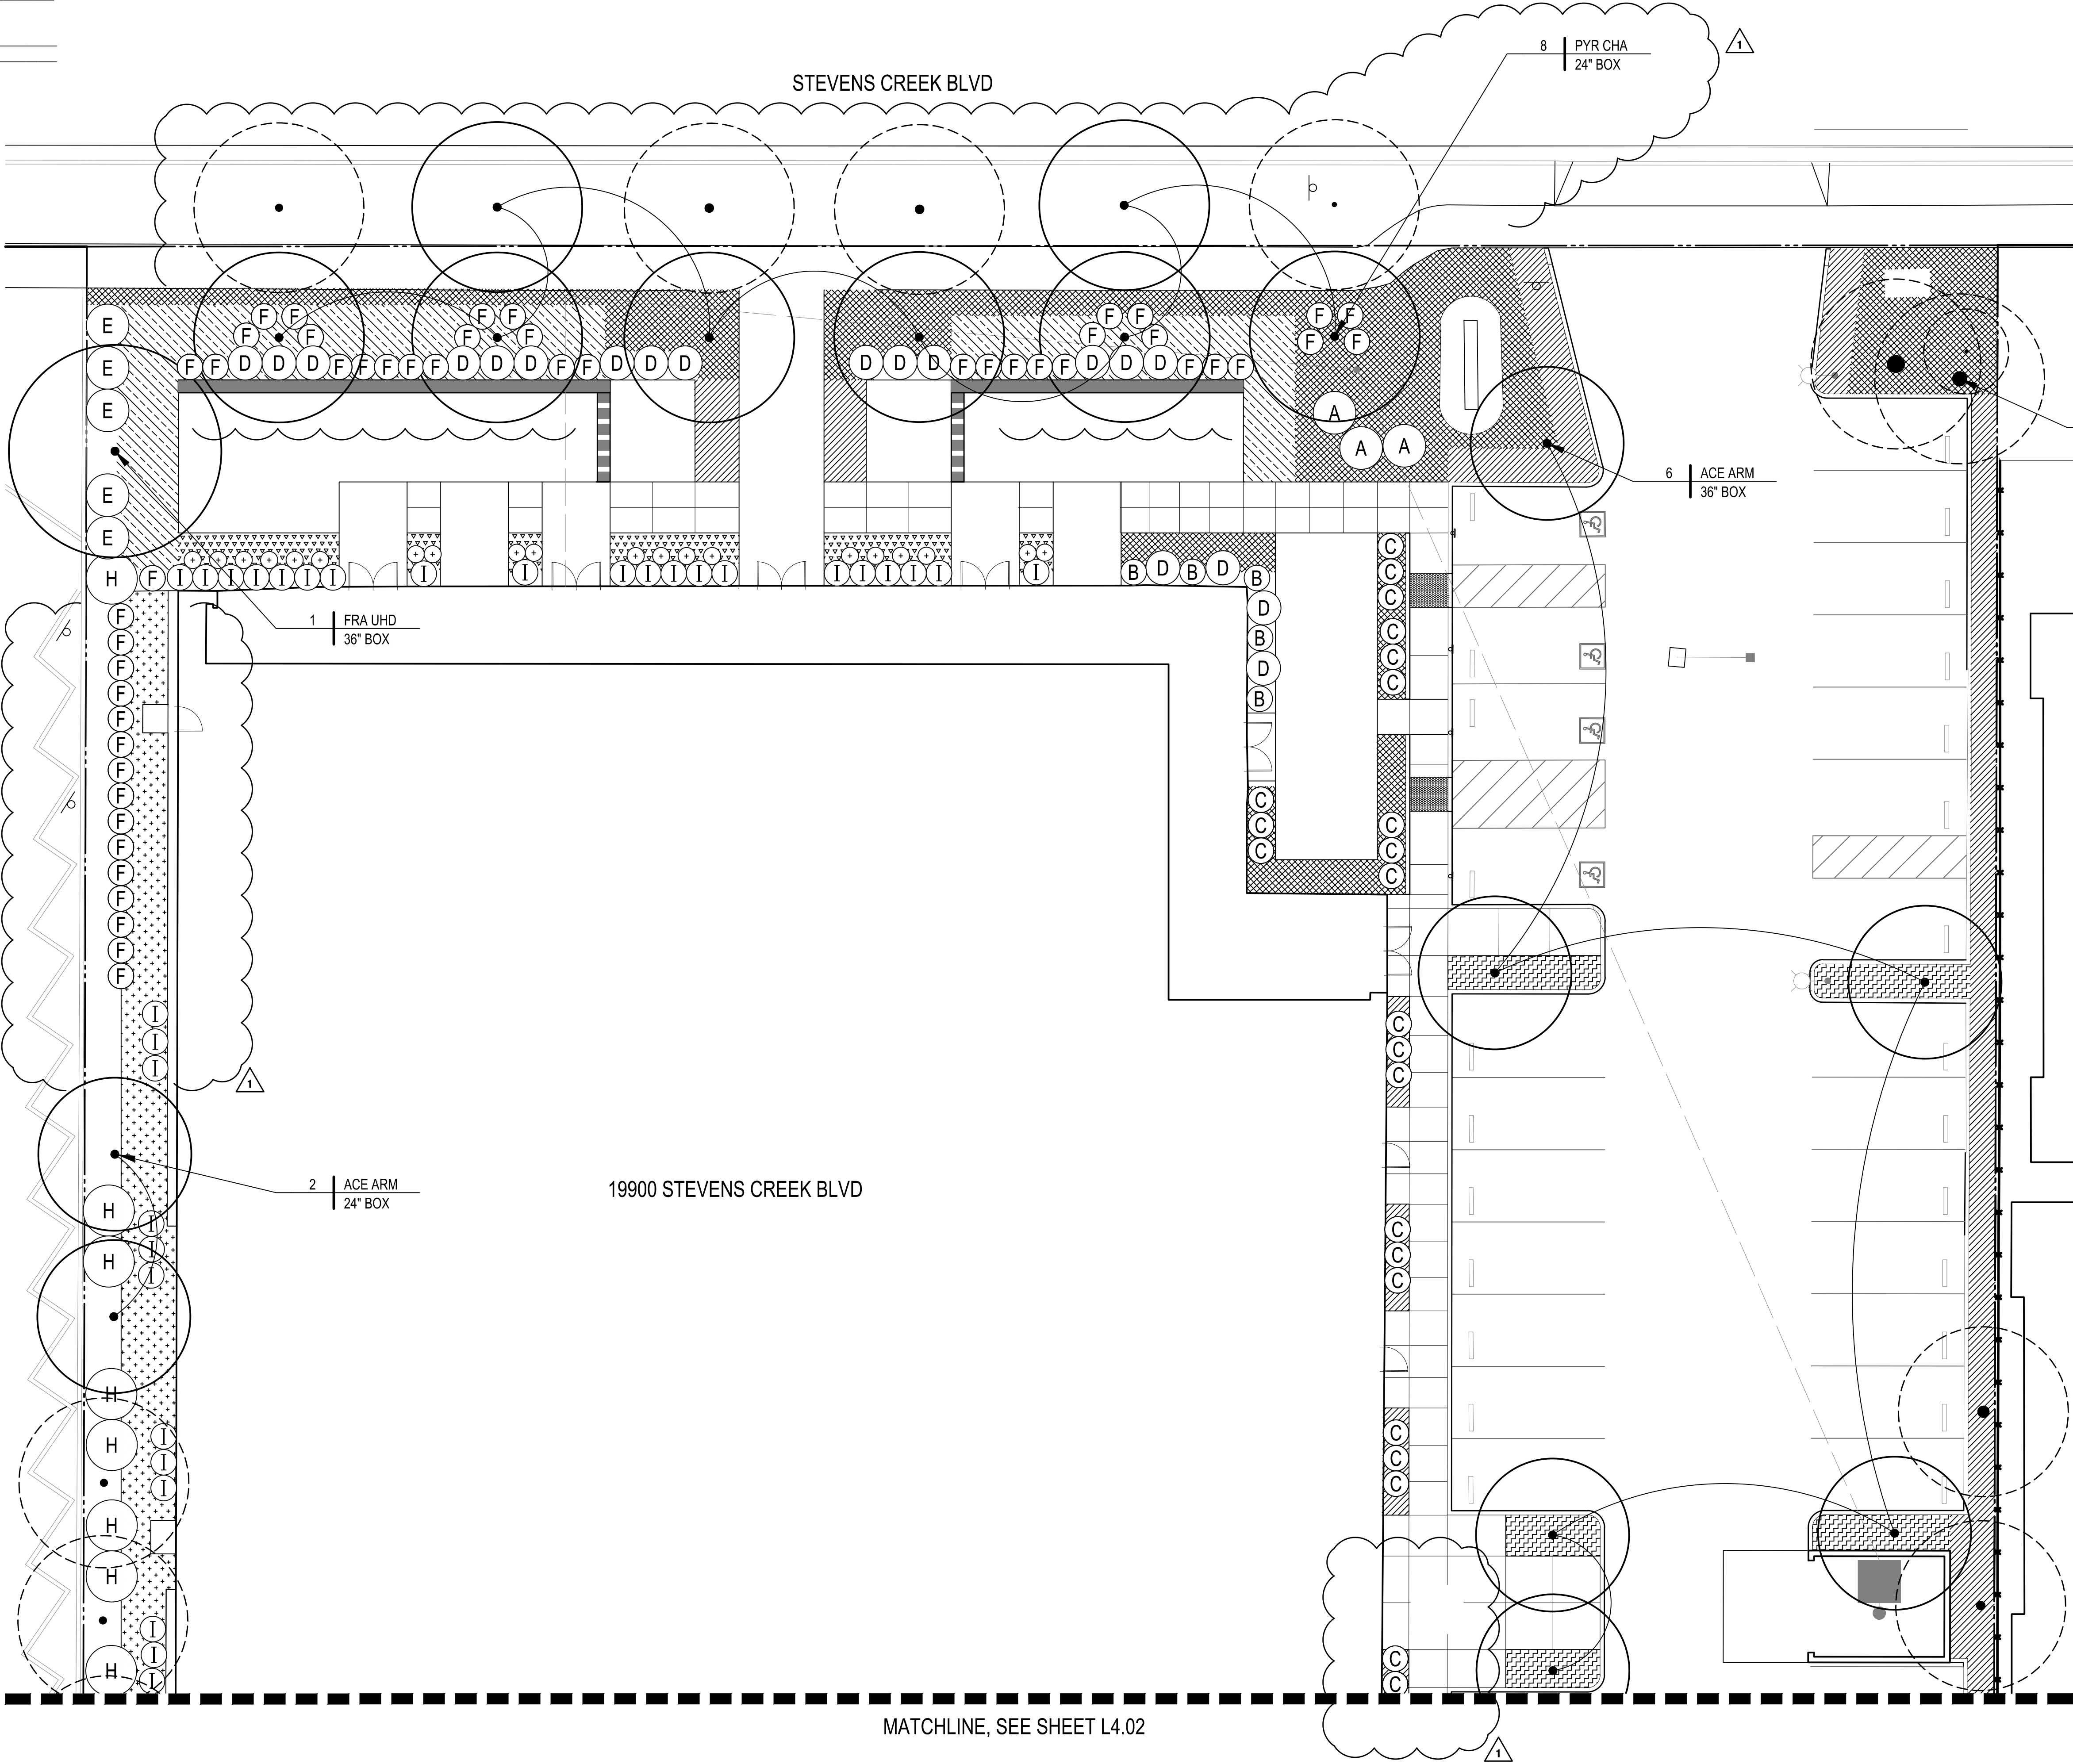 8 PYR CHA
24" BOX
1
STEVENS CREEK BLVD
F F F F F F F F
E
F F F F F F F F
E F F D D D F F F F F D D D F F D D D D D D F F F F F D D D F F F
E A
A A
6 ACE ARM
36" BOX
E
E C
C
H F I I I I I I I I I I I I I I I I I I I I B D B D B
C
D
F
1 FRA UHD
36" BOX
C
F B
C
F D
C
F B
F
F
F
F C
F C C
F C C
F C
F
F
F
F
I C
I C
I C
1
2 ACE ARM
24" BOX
19900 STEVENS CREEK BLVD
H
I C
H I C
I C
H
I C
H
I C
I C
H
H
I C
I
H
I C
MATCHLINE, SEE SHEET L4.02
1